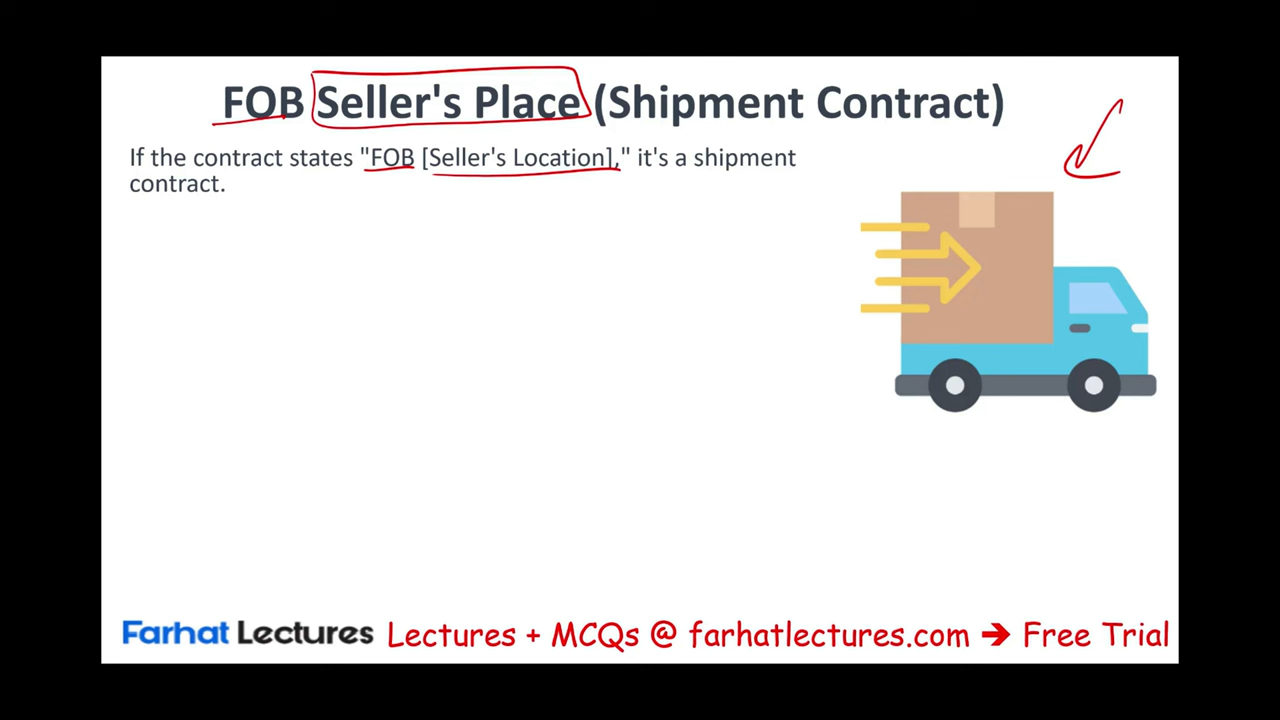 FOB Seller's Place (Shipment Contract)
If the contract states "FOB [Seller's Location]," it's a shipment
contract.
Farhat Lectures Lectures + MCQs @ farhatlectures.com ➔ Free Trial